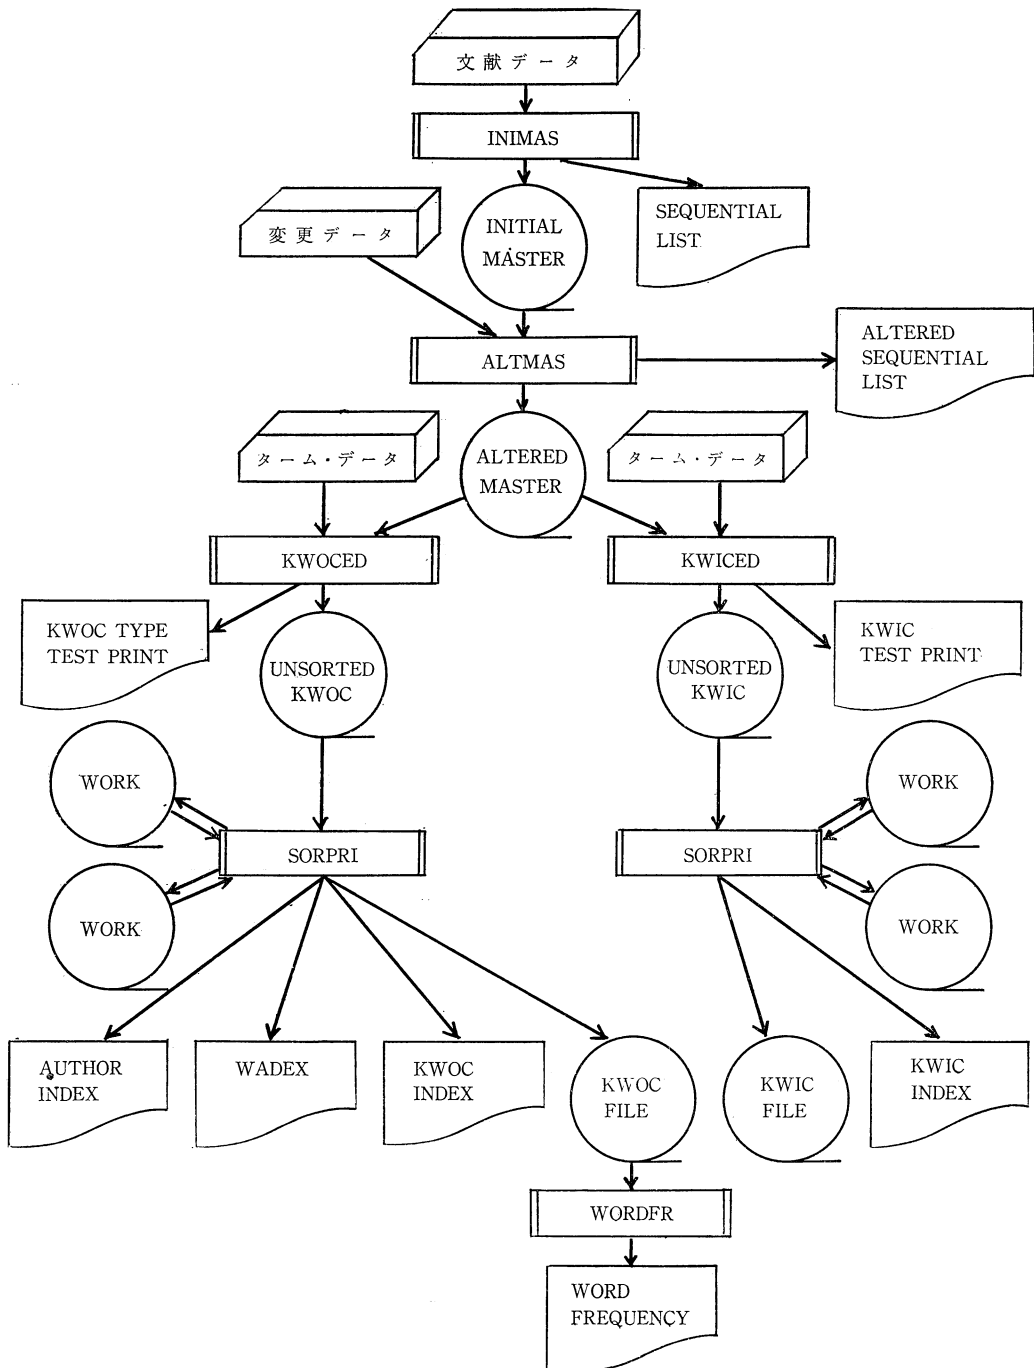 文献データ
INIMAS
INITIAL
MASTER
SEQUENTIAL
LIST
変更データ
ALTMAS
ALTERED
SEQUENTIAL
LIST
ターム・データ
ALTERED
MASTER
ターム・データ
KWOCED
KWICED
KWOC TYPE
TEST PRINT
UNSORTED
KWOC
UNSORTED
KWIC
KWIC
TEST PRINT
WORK
WORK
SORPRI
SORPRI
WORK
WORK
AUTHOR
INDEX
WADEX
KWOC
INDEX
KWOC
FILE
KWIC
FILE
KWIC
INDEX
WORDFR
WORD
FREQUENCY